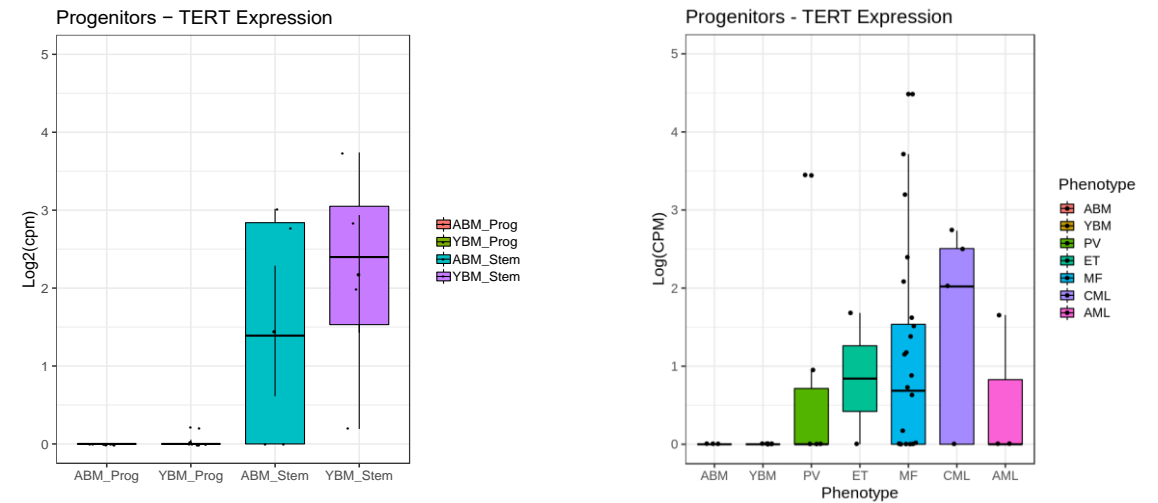 Progenitors − TERT Expression
5
4
3
2
1
0
Log2(cpm)
ABM_Prog
YBM_Prog
ABM_Stem
YBM_Stem
ABM_Prog
YBM_Prog
ABM_Stem
YBM_Stem
Progenitors - TERT Expression
5
4
3
2
1
0
Log(CPM)
ABM
YBM
PV
ET
MF
CML
AML
Phenotype
Phenotype
ABM
YBM
PV
ET
MF
CML
AML